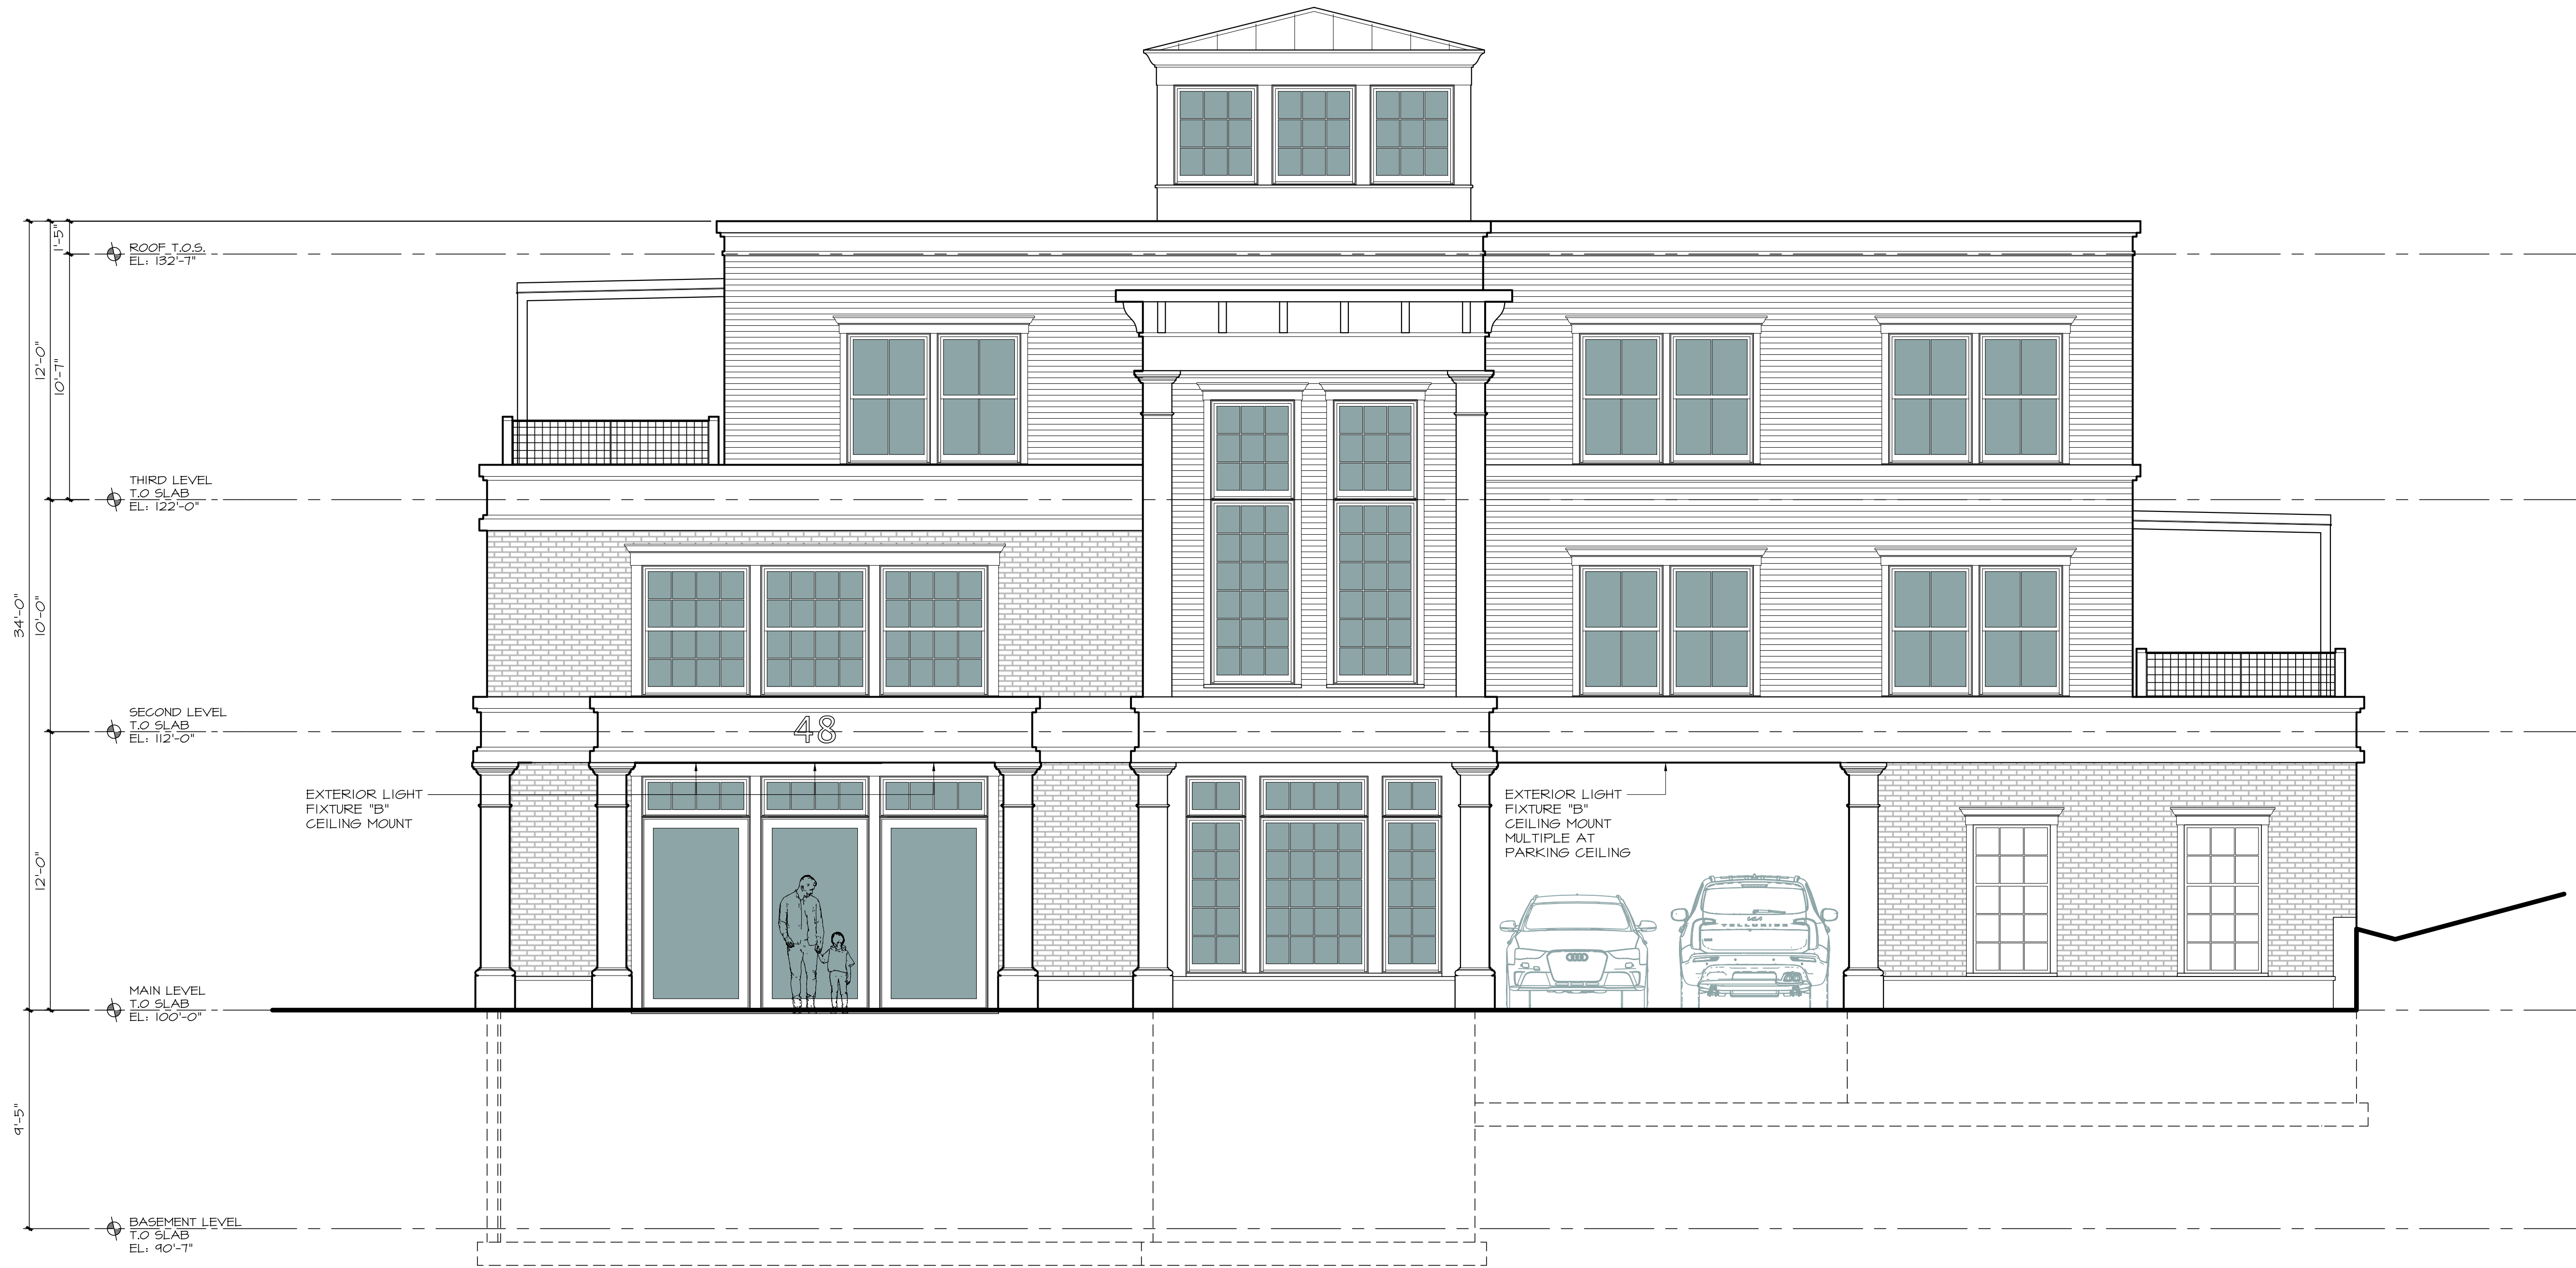 1'-5"
ROOF T.O.S.
EL: 132'-7"
12'-0"
10'-7"
THIRD LEVEL
T.O SLAB
EL: 122'-0"
34'-0"
10'-0"
SECOND LEVEL
T.O SLAB
EL: 112'-0"
48
EXTERIOR LIGHT
FIXTURE "B"
CEILING MOUNT
EXTERIOR LIGHT
FIXTURE "B"
CEILING MOUNT
MULTIPLE AT
PARKING CEILING
12'-0"
TELLURIDE
MAIN LEVEL
T.O SLAB
EL: 100'-0"
9'-5"
BASEMENT LEVEL
T.O SLAB
EL: 90'-7"